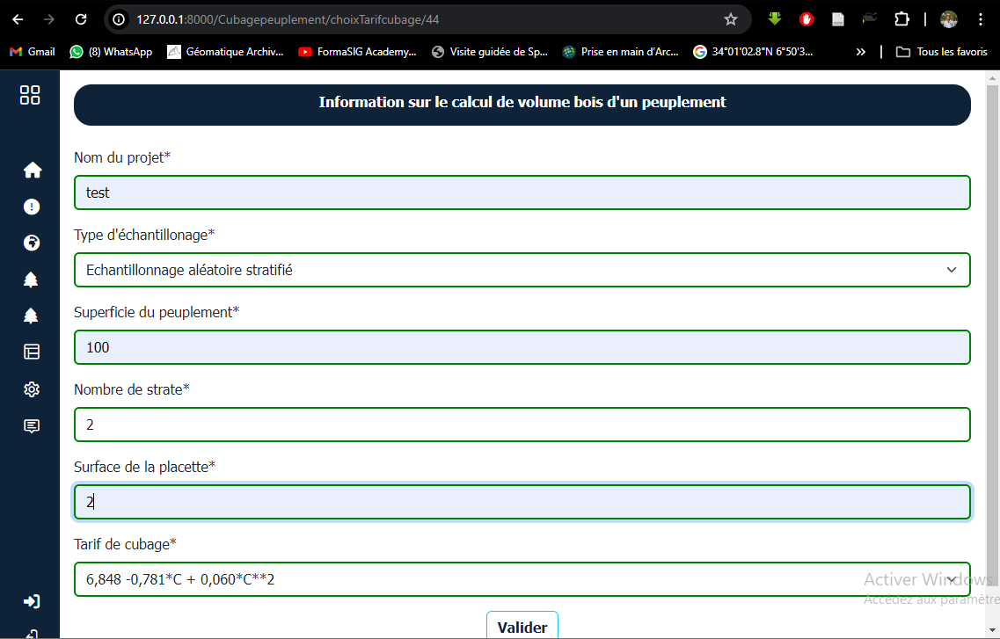 127.0.0.1:8000/Cubagepeuplement/choixTarifcubage/44
Gmail
(8) WhatsApp
Géomatique Archiv...
FormaSIG Academy...
Visite guidée de Sp...
Prise en main d'Arc...
34°01'02.8"N 6°50'3...
»
Tous les favoris
Information sur le calcul de volume bois d'un peuplement
Nom du projet*
test
Type d'échantillonage*
Echantillonnage aléatoire stratifié
Superficie du peuplement*
100
Nombre de strate*
2
Surface de la placette*
2
Tarif de cubage*
6,848 -0,781*C + 0,060*C**2
Activer Windows
Accédez aux paramètre
Valider